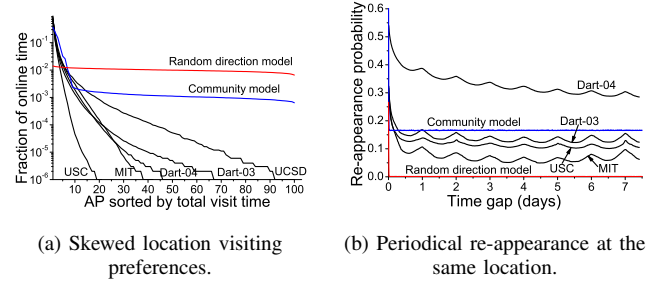 Fraction of online time
10^-1
10^-2
10^-3
10^-4
10^-5
10^-6
Random direction model
Community model
USC
MIT
Dart-04
Dart-03
UCSD
10 20 30 40 50 60 70 80 90 100
AP sorted by total visit time
(a) Skewed location visiting
preferences.
Re-appearance probability
0.6
0.5
0.4
0.3
0.2
0.1
0.0
Dart-04
Community model
Dart-03
Random direction model
USC
MIT
0 1 2 3 4 5 6 7
Time gap (days)
(b) Periodical re-appearance at the
same location.